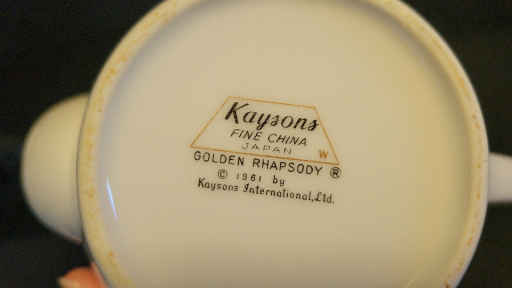 Kaysons
FINE CHINA
JAPAN
W
GOLDEN RHAPSODY ®
© 1961 by
Kaysons International, Ltd.